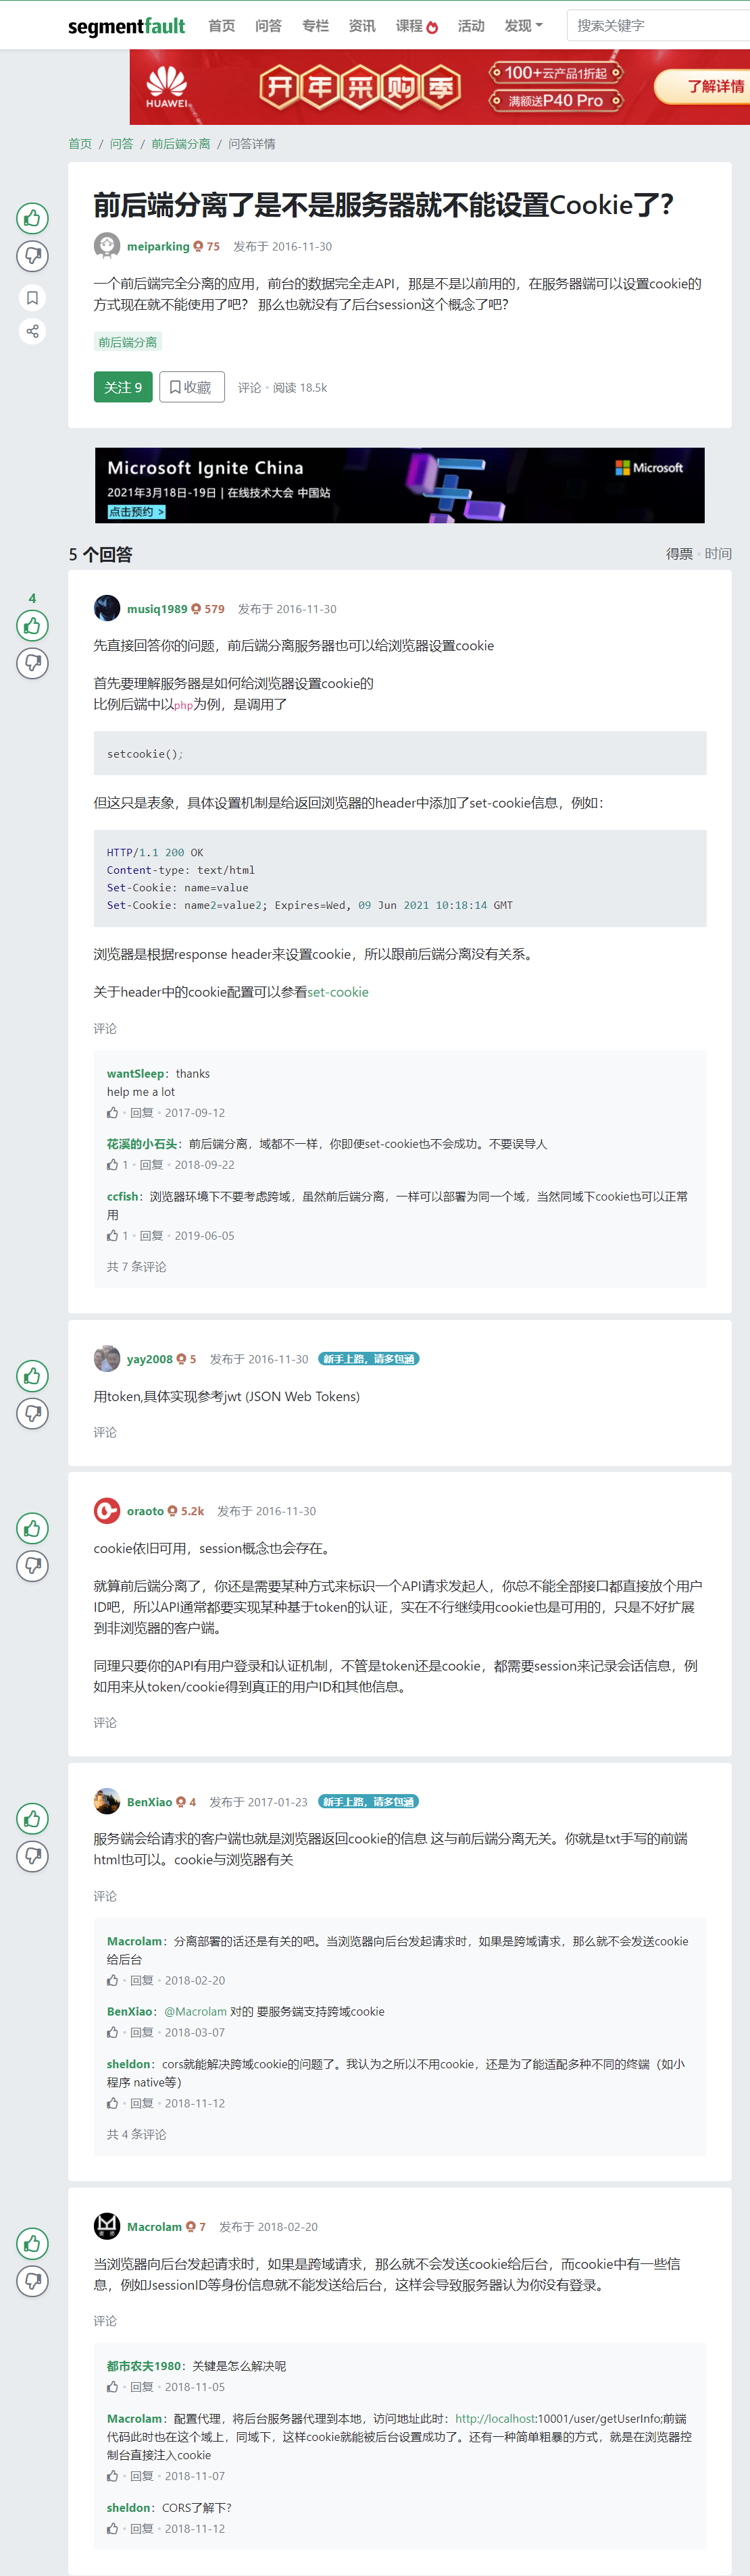 segmentfault 首页 问答 专栏 资讯 课程 活动 发现 搜索关键字
HUAWEI 开年采购季 100+云产品1折起 满额送P40 Pro 了解详情
首页 / 问答 / 前后端分离 / 问答详情
前后端分离了是不是服务器就不能设置Cookie了？
meiparking 75 发布于 2016-11-30
一个前后端完全分离的应用，前台的数据完全走API，那是不是以前用的，在服务器端可以设置cookie的
方式现在就不能使用了吧？ 那么也就没有了后台session这个概念了吧？
前后端分离
关注 9 收藏 评论 • 阅读 18.5k
Microsoft Ignite China
Microsoft
2021年3月18日-19日 | 在线技术大会 中国站
点击预约 >
5 个回答 得票 • 时间
4
musiq1989 579 发布于 2016-11-30
先直接回答你的问题，前后端分离服务器也可以给浏览器设置cookie
首先要理解服务器是如何给浏览器设置cookie的
比例后端中以php为例，是调用了
setcookie();
但这只是表象，具体设置机制是给返回浏览器的header中添加了set-cookie信息，例如：
HTTP/1.1 200 OK
Content-type: text/html
Set-Cookie: name=value
Set-Cookie: name2=value2; Expires=Wed, 09 Jun 2021 10:18:14 GMT
浏览器是根据response header来设置cookie，所以跟前后端分离没有关系。
关于header中的cookie配置可以参看set-cookie
评论
wantSleep：thanks
help me a lot
• 回复 • 2017-09-12
花溪的小石头：前后端分离，域都不一样，你即使set-cookie也不会成功。不要误导人
1 • 回复 • 2018-09-22
ccfish：浏览器环境下不要考虑跨域，虽然前后端分离，一样可以部署为同一个域，当然同域下cookie也可以正常
用
1 • 回复 • 2019-06-05
共 7 条评论
yay2008 5 发布于 2016-11-30 新手上路，请多包涵
用token,具体实现参考jwt (JSON Web Tokens)
评论
oraoto 5.2k 发布于 2016-11-30
cookie依旧可用，session概念也会存在。
就算前后端分离了，你还是需要某种方式来标识一个API请求发起人，你总不能全部接口都直接放个用户
ID吧，所以API通常都要实现某种基于token的认证，实在不行继续用cookie也是可用的，只是不好扩展
到非浏览器的客户端。
同理只要你的API有用户登录和认证机制，不管是token还是cookie，都需要session来记录会话信息，例
如用来从token/cookie得到真正的用户ID和其他信息。
评论
BenXiao 4 发布于 2017-01-23 新手上路，请多包涵
服务端会给请求的客户端也就是浏览器返回cookie的信息 这与前后端分离无关。你就是txt手写的前端
html也可以。cookie与浏览器有关
评论
Macrolam：分离部署的话还是有关的吧。当浏览器向后台发起请求时，如果是跨域请求，那么就不会发送cookie
给后台
• 回复 • 2018-02-20
BenXiao：@Macrolam 对的 要服务端支持跨域cookie
• 回复 • 2018-03-07
sheldon：cors就能解决跨域cookie的问题了。我认为之所以不用cookie，还是为了能适配多种不同的终端（如小
程序 native等）
• 回复 • 2018-11-12
共 4 条评论
Macrolam 7 发布于 2018-02-20
当浏览器向后台发起请求时，如果是跨域请求，那么就不会发送cookie给后台，而cookie中有一些信
息，例如JsessionID等身份信息就不能发送给后台，这样会导致服务器认为你没有登录。
评论
都市农夫1980：关键是怎么解决呢
• 回复 • 2018-11-05
Macrolam：配置代理，将后台服务器代理到本地，访问地址此时：http://localhost:10001/user/getUserInfo;前端
代码此时也在这个域上，同域下，这样cookie就能被后台设置成功了。还有一种简单粗暴的方式，就是在浏览器控
制台直接注入cookie
• 回复 • 2018-11-07
sheldon：CORS了解下？
• 回复 • 2018-11-12